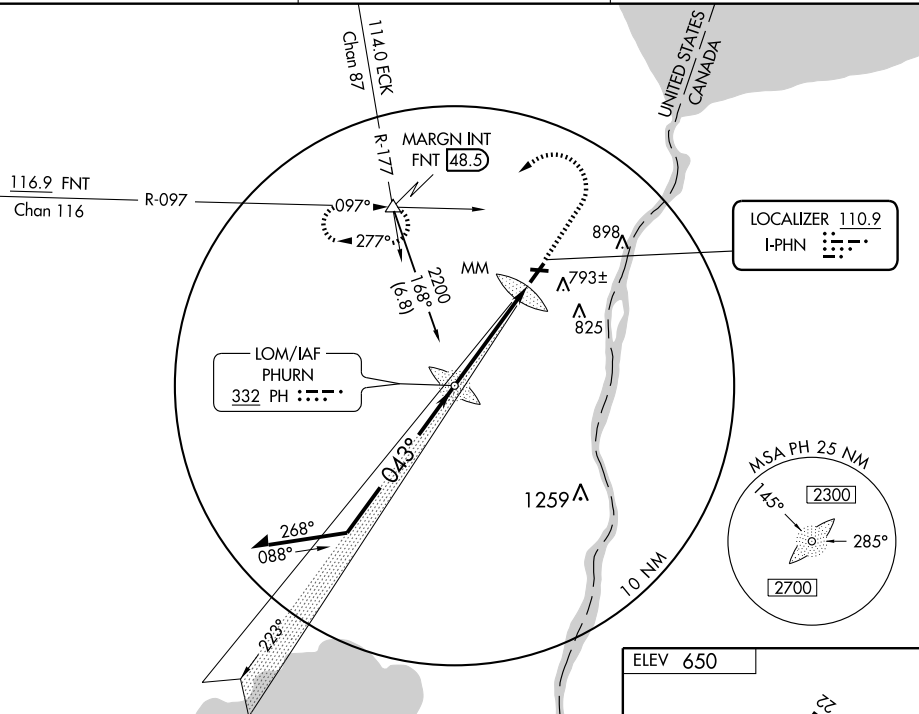 114.0 ECK
Chan 87
R-177
UNITED STATES
CANADA
MARGN INT
FNT 48.5
116.9 FNT
Chan 116
R-097
097°
277°
2200
168°
(6.8)
MM
898
793±
825
LOCALIZER 110.9
I-PHN
LOM/IAF
PHURN
332 PH
043°
268°
088°
223°
1259
10 NM
MSA PH 25 NM
145°
2300
285°
2700
ELEV 650
22